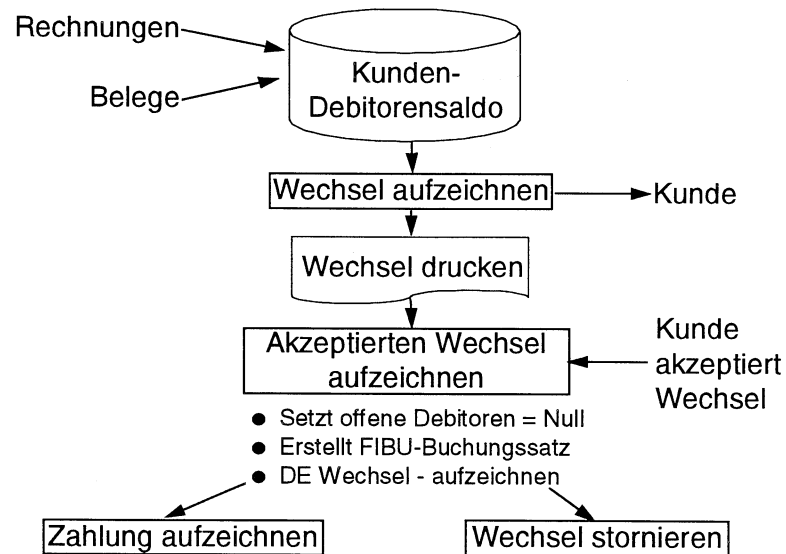 Rechnungen
Belege
Kunden-
Debitorensaldo
Wechsel aufzeichnen
Kunde
Wechsel drucken
Akzeptierten Wechsel
aufzeichnen
Kunde
akzeptiert
Wechsel
● Setzt offene Debitoren = Null
● Erstellt FIBU-Buchungssatz
● DE Wechsel - aufzeichnen
Zahlung aufzeichnen
Wechsel stornieren